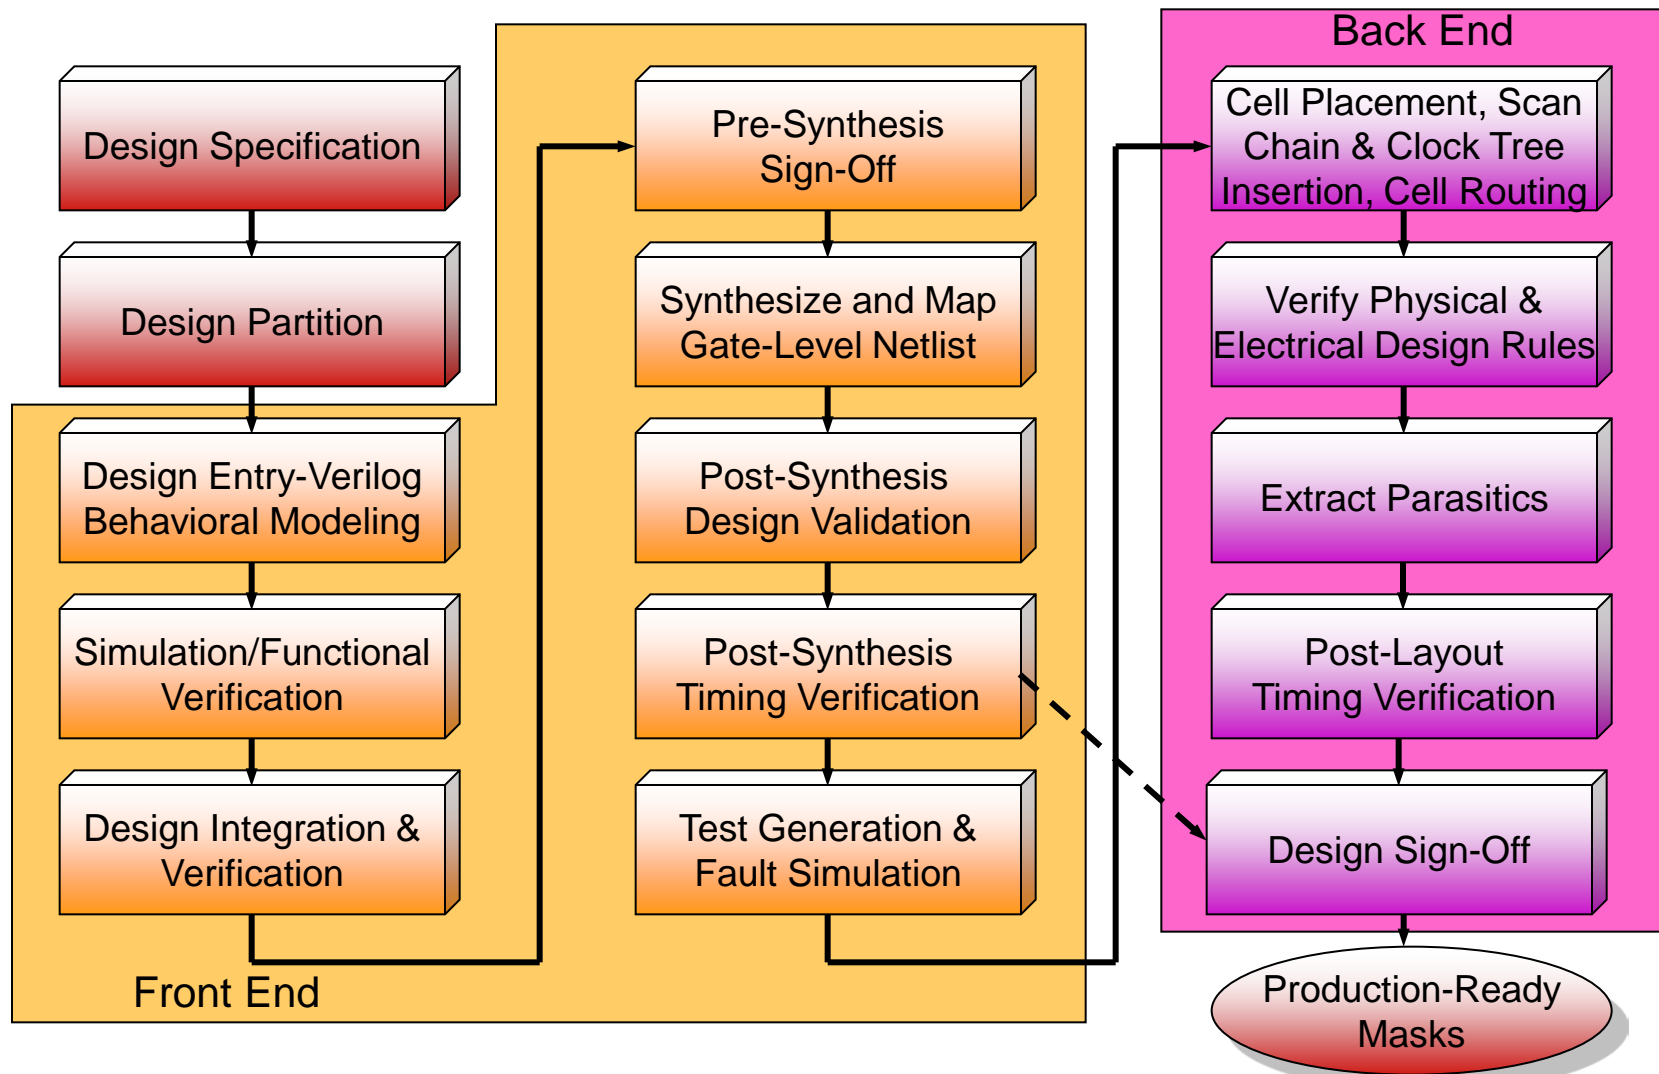 Design Specification
Design Partition
Design Entry-Verilog
Behavioral Modeling
Simulation/Functional
Verification
Design Integration &
Verification
Front End
Pre-Synthesis
Sign-Off
Synthesize and Map
Gate-Level Netlist
Post-Synthesis
Design Validation
Post-Synthesis
Timing Verification
Test Generation &
Fault Simulation
Back End
Cell Placement, Scan
Chain & Clock Tree
Insertion, Cell Routing
Verify Physical &
Electrical Design Rules
Extract Parasitics
Post-Layout
Timing Verification
Design Sign-Off
Production-Ready
Masks